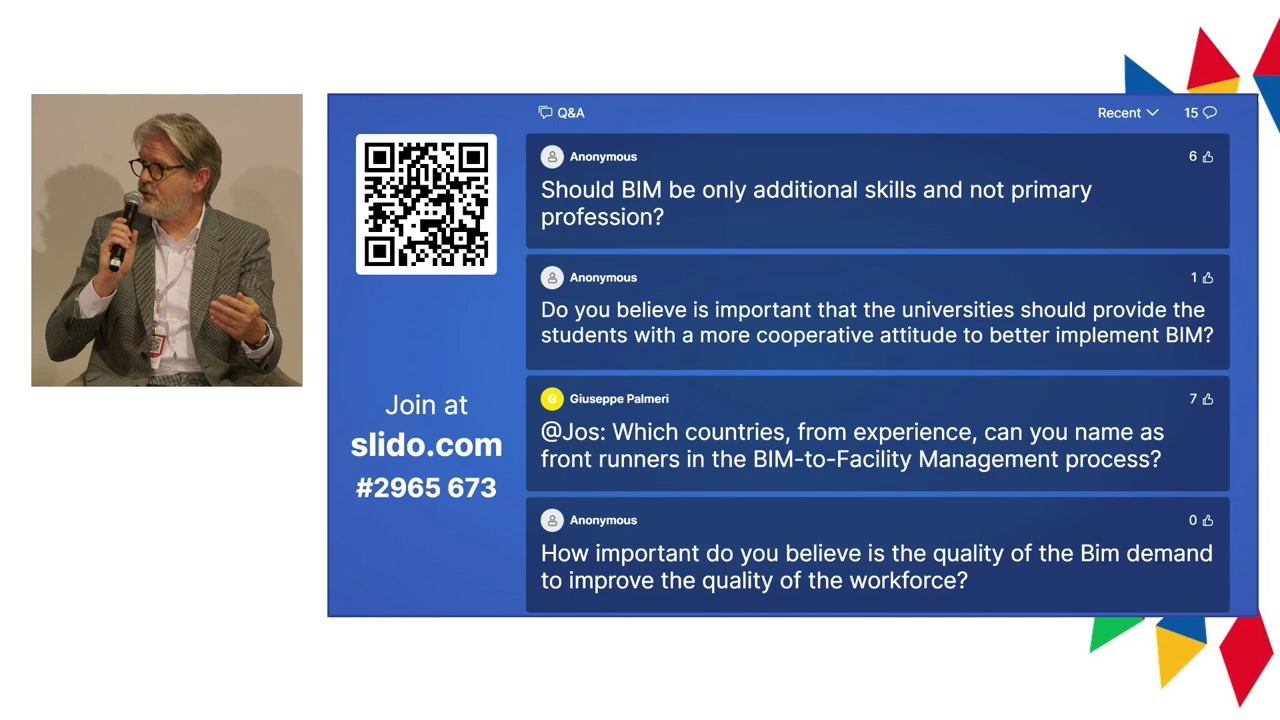 Q&A
Recent
15
Anonymous
6
Should BIM be only additional skills and not primary
profession?
Anonymous
1
Do you believe is important that the universities should provide the
students with a more cooperative attitude to better implement BIM?
G
Giuseppe Palmeri
7
@Jos: Which countries, from experience, can you name as
front runners in the BIM-to-Facility Management process?
Anonymous
0
How important do you believe is the quality of the Bim demand
to improve the quality of the workforce?
Join at
slido.com
#2965 673